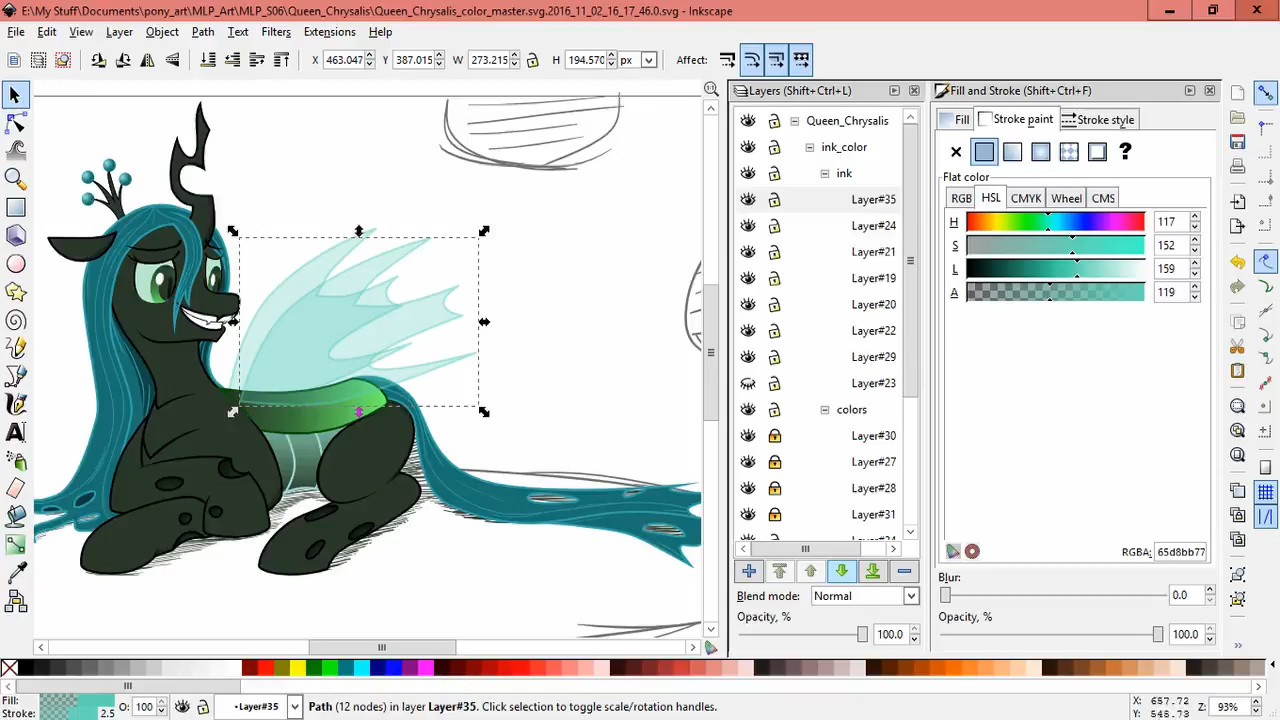 E:\My Stuff\Documents\pony_art\MLP_Art\MLP_S06\Queen_Chrysalis\Queen_Chrysalis_color_master.svg.2016_11_02_16_17_46.0.svg - Inkscape
File Edit View Layer Object Path Text Filters Extensions Help
X 463.047 Y 387.015 W 273.215 H 194.570 px Affect:
Layers (Shift+Ctrl+L)
Queen_Chrysalis
ink_color
ink
Layer#35
Layer#24
Layer#21
Layer#19
Layer#20
Layer#22
Layer#29
Layer#23
colors
Layer#30
Layer#27
Layer#28
Layer#31
Blend mode: Normal
Opacity, %
100.0
Fill and Stroke (Shift+Ctrl+F)
Fill Stroke paint Stroke style
?
Flat color
RGB HSL CMYK Wheel CMS
H 117
S 152
L 159
A 119
RGBA: 65d8bb77
Blur:
0.0
Opacity, %
100.0
Fill:
Stroke: 2.5
O: 100
•Layer#35
Path (12 nodes) in layer Layer#35. Click selection to toggle scale/rotation handles.
X: 657.72
Y: 548.73
Z: 93%